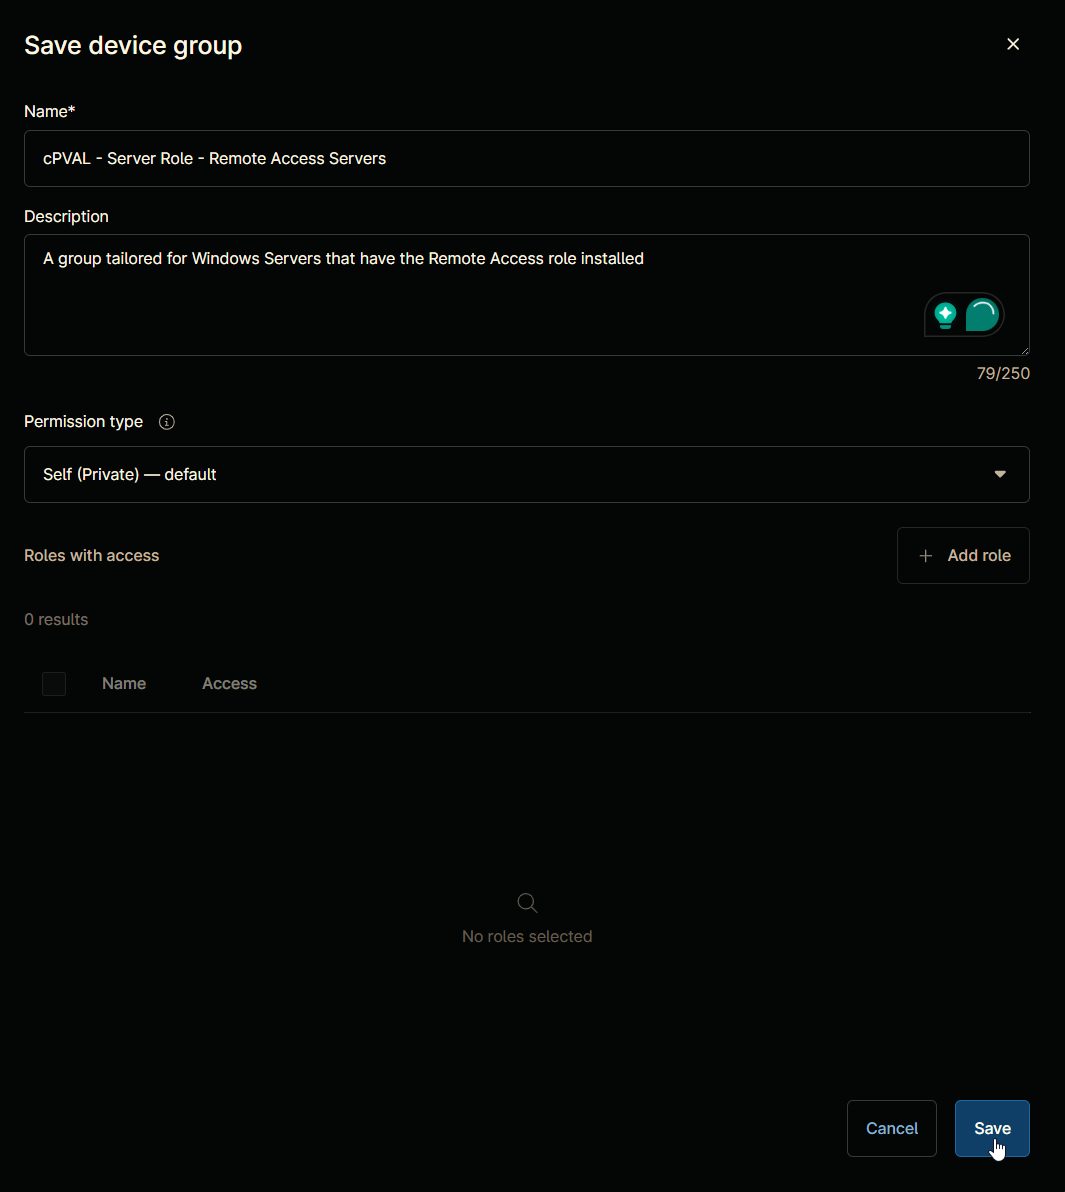 Save device group
Name*
cPVAL - Server Role - Remote Access Servers
Description
A group tailored for Windows Servers that have the Remote Access role installed
79/250
Permission type
Self (Private) — default
Roles with access
Add role
0 results
Name Access
No roles selected
Cancel Save